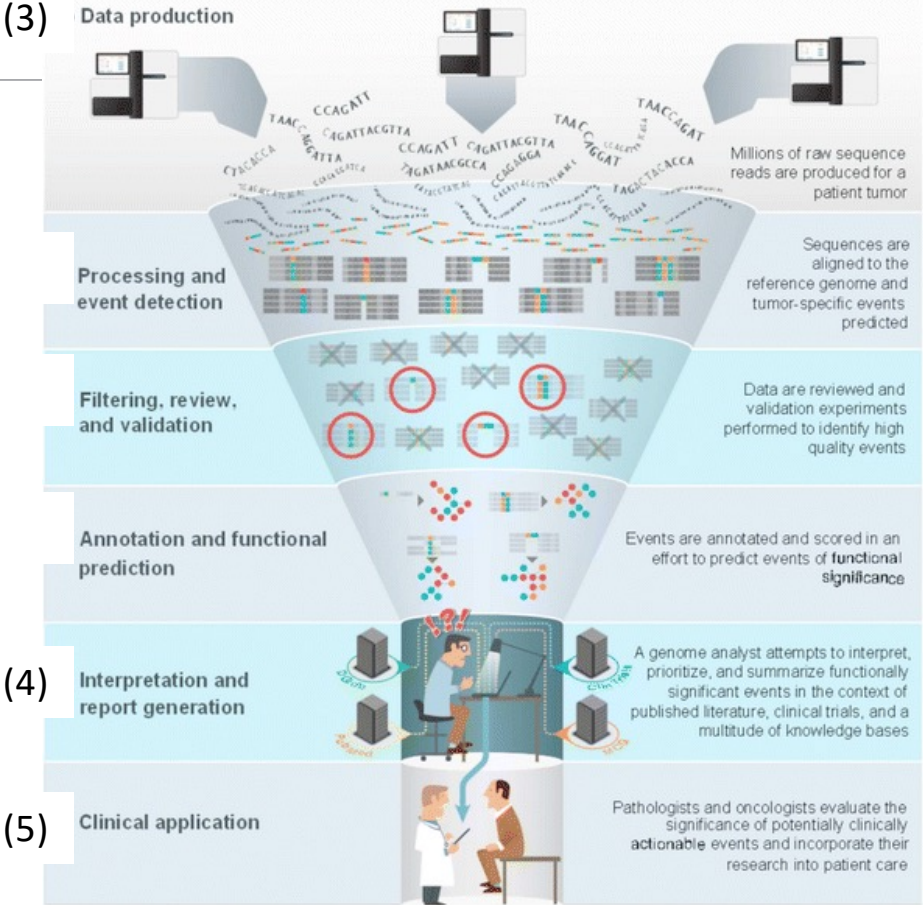 (3)
Data production
CCAGATT
TAACCAGGATTA
CAGATTACGTTA
CTACACCA
CCAGATT
CAGATTACGTTA
TAGATAACGCCA
CCAGAGGA
TAACCAGGAT
TAACCAGAT
TAGACTACACCA
Millions of raw sequence
reads are produced for a
patient tumor
Processing and
event detection
Sequences are
aligned to the
reference genome and
tumor-specific events
predicted
Filtering, review,
and validation
Data are reviewed and
validation experiments
performed to identify high
quality events
Annotation and functional
prediction
Events are annotated and scored in an
effort to predict events of functional
significance
!?!
(4)
Interpretation and
report generation
A genome analyst attempts to interpret,
prioritize, and summarize functionally
significant events in the context of
published literature, clinical trials, and a
multitude of knowledge bases
(5)
Clinical application
Pathologists and oncologists evaluate the
significance of potentially clinically
actionable events and incorporate their
research into patient care